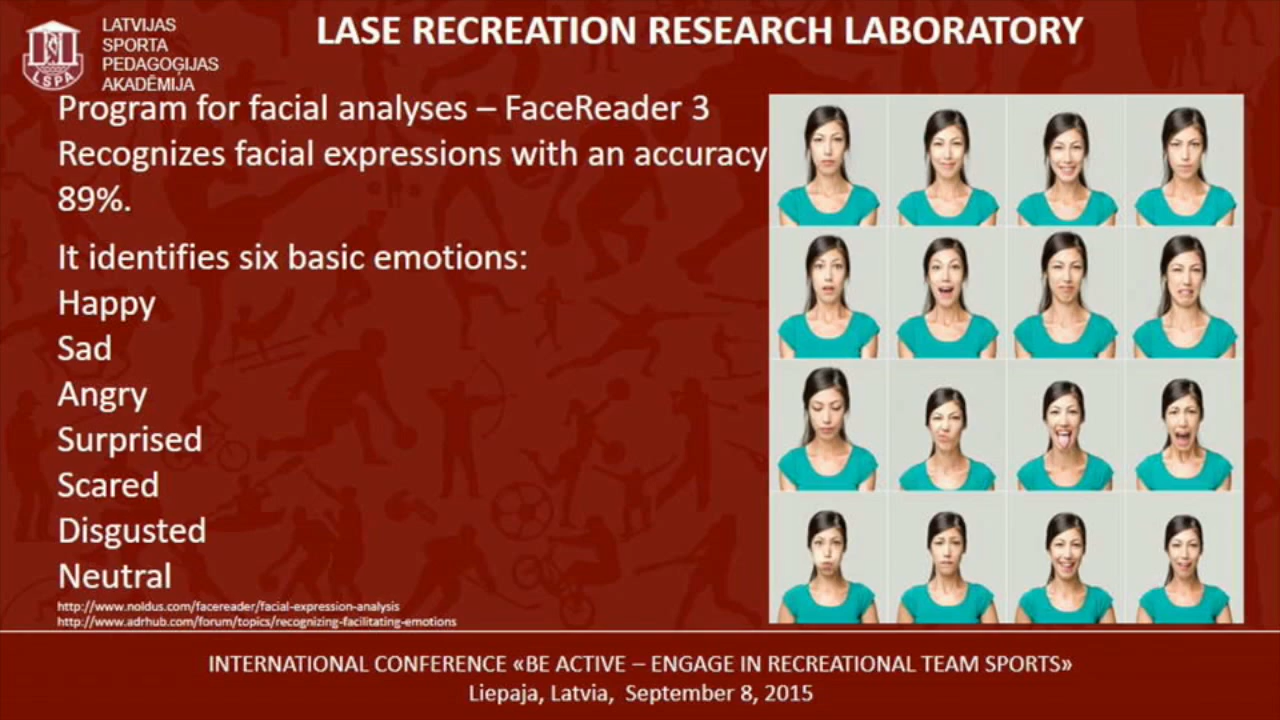 LATVIJAS
SPORTA
PEDAGOGIJAS
AKADĒMIJA
LSPA
LASE RECREATION RESEARCH LABORATORY
Program for facial analyses – FaceReader 3
Recognizes facial expressions with an accuracy
89%.
It identifies six basic emotions:
Happy
Sad
Angry
Surprised
Scared
Disgusted
Neutral
http://www.noldus.com/facereader/facial-expression-analysis
http://www.adrhub.com/forum/topics/recognizing-facilitating-emotions
INTERNATIONAL CONFERENCE «BE ACTIVE – ENGAGE IN RECREATIONAL TEAM SPORTS»
Liepaja, Latvia, September 8, 2015